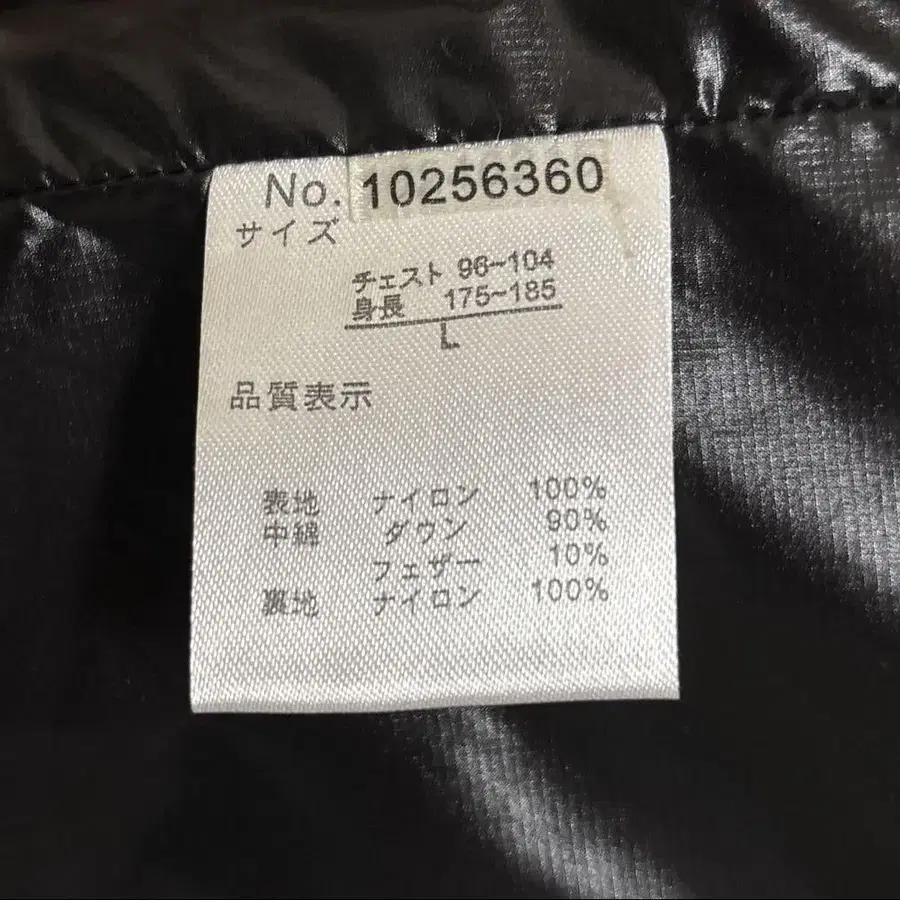 No. 10256360
サイズ
チェスト 96~104
身長 175~185
L
品質表示
表地 ナイロン 100%
中綿 ダウン 90%
フェザー 10%
裏地 ナイロン 100%